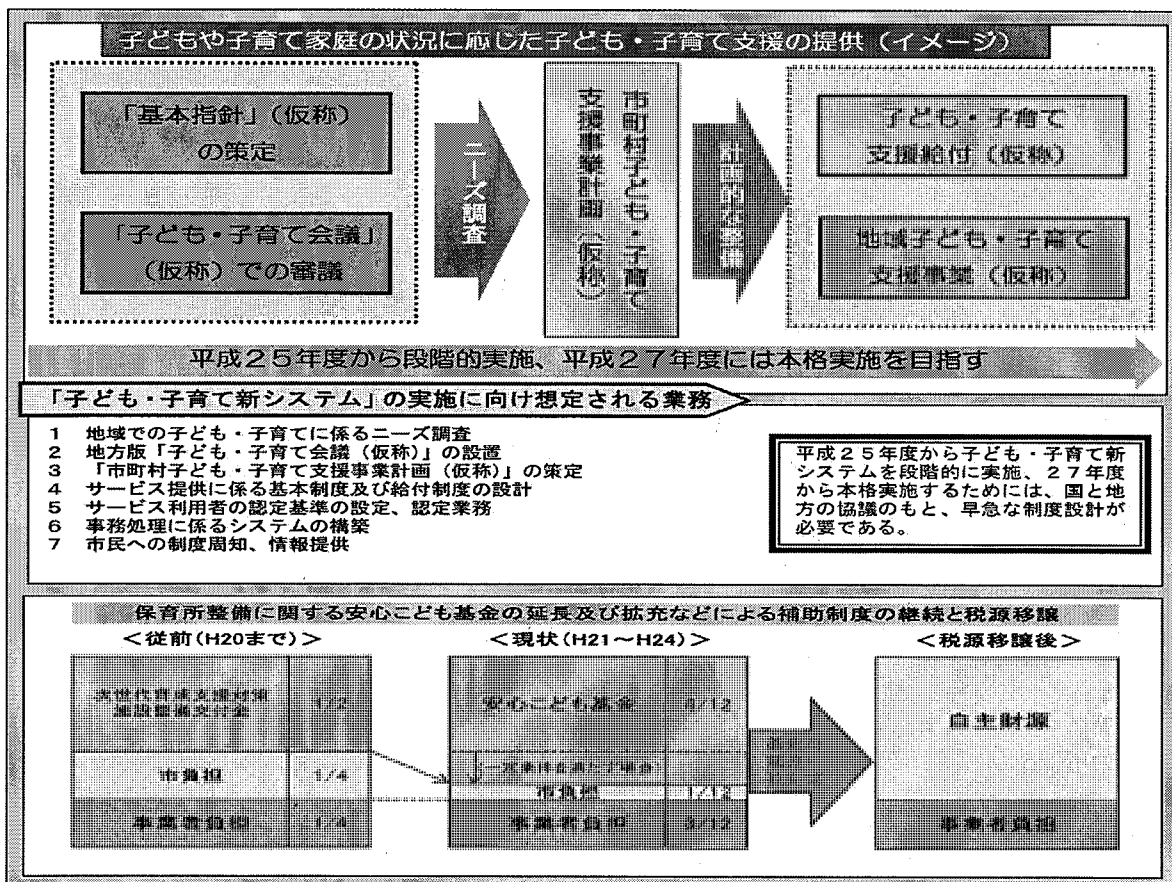 子どもや子育て家庭の状況に応じた子ども・子育て支援の提供（イメージ）
「基本指針」（仮称）
の策定
「子ども・子育て会議」
（仮称）での審議
ニーズ調査
市町村子ども・子育て
支援事業計画（仮称）
計画的な整備
子ども・子育て
支援給付（仮称）
地域子ども・子育て
支援事業（仮称）
平成２５年度から段階的実施、平成２７年度には本格実施を目指す
「子ども・子育て新システム」の実施に向け想定される業務
1　地域での子ども・子育てに係るニーズ調査
2　地方版「子ども・子育て会議（仮称）」の設置
3　「市町村子ども・子育て支援事業計画（仮称）」の策定
4　サービス提供に係る基本制度及び給付制度の設計
5　サービス利用者の認定基準の設定、認定業務
6　事務処理に係るシステムの構築
7　市民への制度周知、情報提供
平成２５年度から子ども・子育て新
システムを段階的に実施、２７年度
から本格実施するためには、国と地
方の協議のもと、早急な制度設計が
必要である。
保育所整備に関する安心こども基金の延長及び拡充などによる補助制度の継続と税源移譲
＜従前（H20まで）＞
次世代育成支援対策
施設整備交付金
1/2
市負担
1/4
事業者負担
1/4
＜現状（H21～H24）＞
安心こども基金
8/12
一定条件を満たす場合
市負担
1/12
事業者負担
3/12
＜税源移譲後＞
自主財源
事業者負担